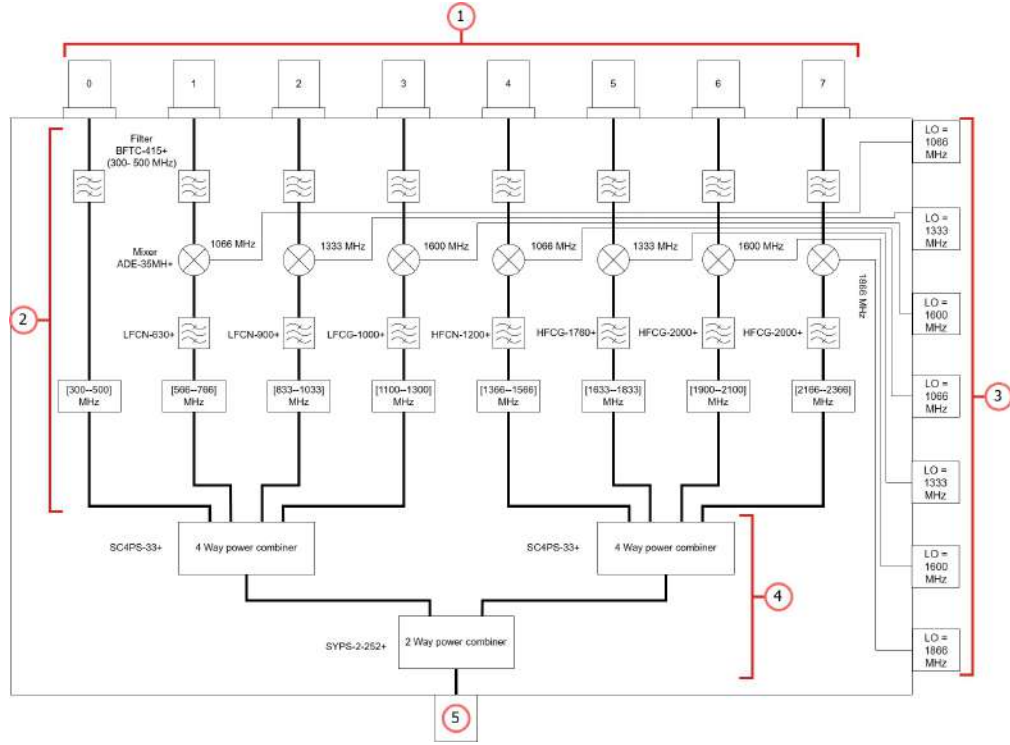 1
0
1
2
3
4
5
6
7
Filter
BFTC-415+
(300- 500 MHz)
LO =
1066
MHz
LO =
1333
MHz
Mixer
ADE-35MH+
1066 MHz
1333 MHz
1600 MHz
1066 MHz
1333 MHz
1600 MHz
1866 MHz
2
LO =
1600
MHz
LFCN-630+
LFCN-900+
LFCG-1000+
HFCN-1200+
HFCG-1760+
HFCG-2000+
HFCG-2000+
[300--500]
MHz
[566--766]
MHz
[833--1033]
MHz
[1100--1300]
MHz
[1366--1566]
MHz
[1633--1833]
MHz
[1900--2100]
MHz
[2166--2366]
MHz
LO =
1066
MHz
3
LO =
1333
MHz
SC4PS-33+
4 Way power combiner
SC4PS-33+
4 Way power combiner
LO =
1600
MHz
4
SYPS-2-252+
2 Way power combiner
LO =
1866
MHz
5